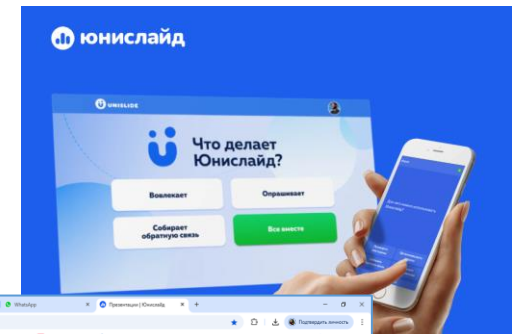 юнислайд
UNISLIDE
Что делает
Юнислайд?
Вовлекает
Опрашивает
Собирает
обратную связь
Все вместе
WhatsApp
Презентации | Юнислайд
Подтвердить личность